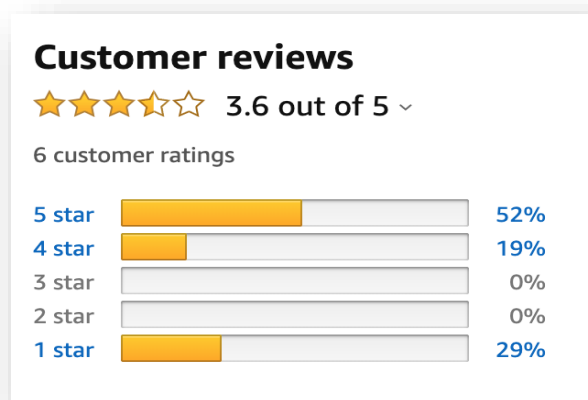 Customer reviews
3.6 out of 5
6 customer ratings
5 star 52%
4 star 19%
3 star 0%
2 star 0%
1 star 29%